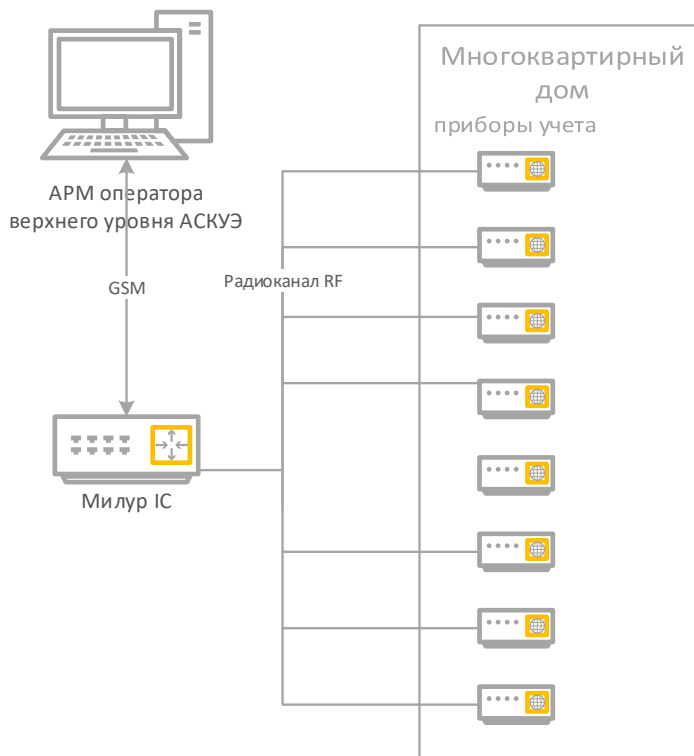 Многоквартирный
дом
приборы учета
АРМ оператора
верхнего уровня АСКУЭ
GSM
Радиоканал RF
Милур IC